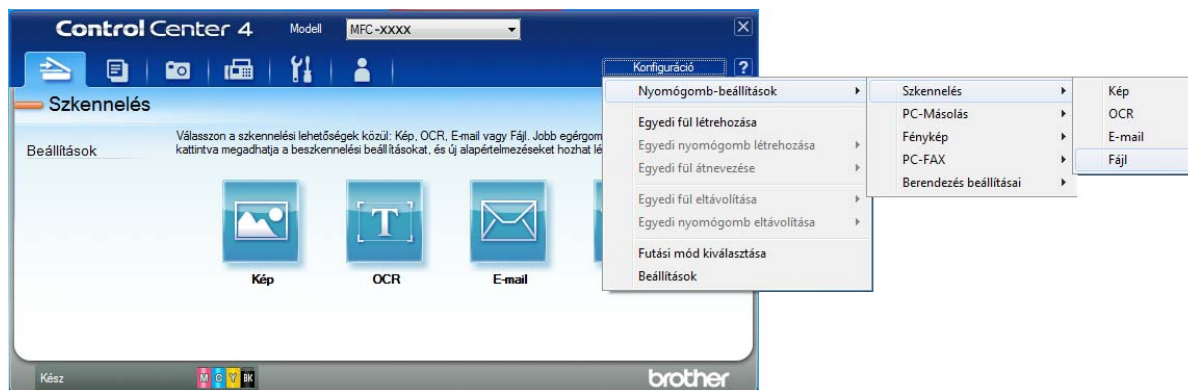 Control Center 4
Modell
MFC-XXXX
Konfiguráció
?
Szkennelés
Beállítások
Válasszon a szkennelési lehetőségek közül: Kép, OCR, E-mail vagy Fájl. Jobb egérgom
kattintva megadhatja a beszkennelési beállításokat, és új alapértelmezéseket hozhat lé
Kép
OCR
E-mail
Nyomógomb-beállítások
Egyedi fül létrehozása
Egyedi nyomógomb létrehozása
Egyedi fül átnevezése
Egyedi fül eltávolítása
Egyedi nyomógomb eltávolítása
Futási mód kiválasztása
Beállítások
Szkennelés
PC-Másolás
Fénykép
PC-FAX
Berendezés beállításai
Kép
OCR
E-mail
Fájl
Kész
M C Y BK
brother